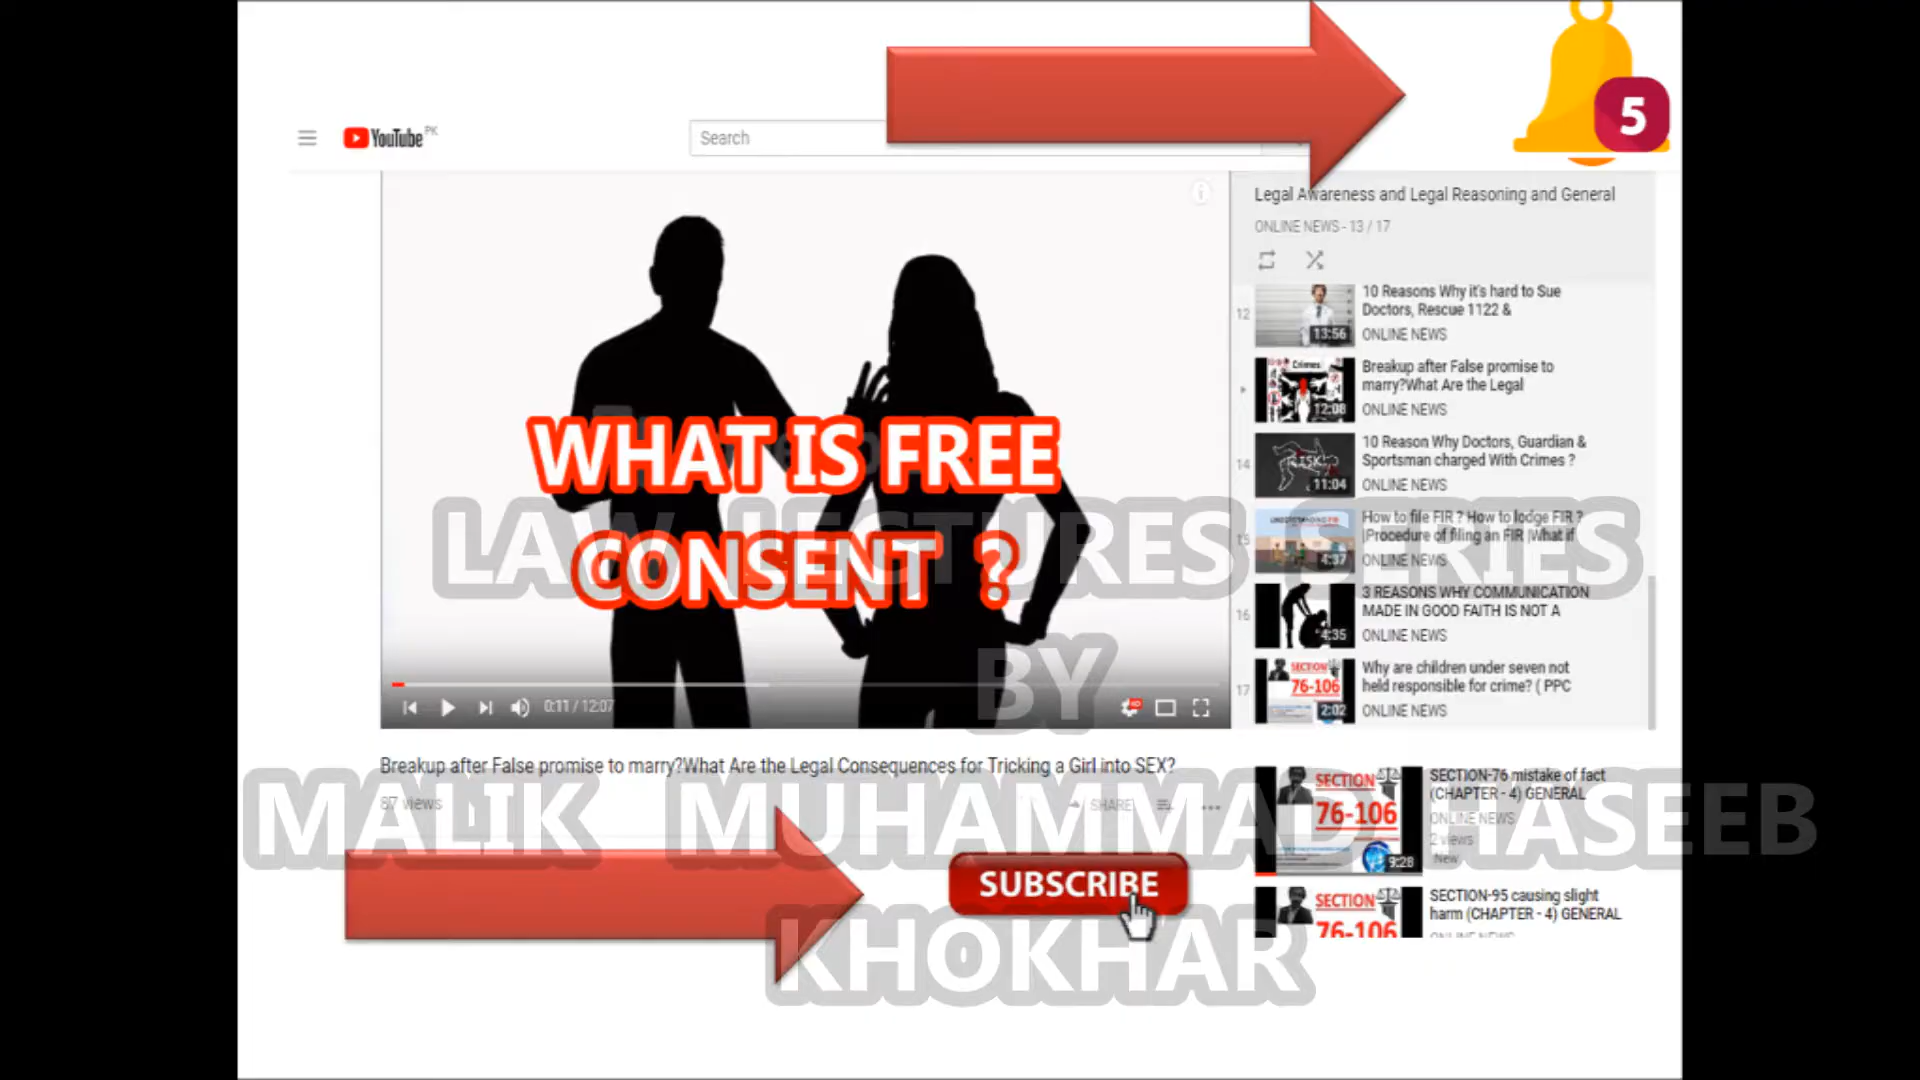 5
YouTube PK
Search
WHAT IS FREE
CONSENT ?
0:11 / 12:07
HD
Legal Awareness and Legal Reasoning and General
ONLINE NEWS - 13 / 17
12
10 Reasons Why it's hard to Sue
Doctors, Rescue 1122 &
ONLINE NEWS
13:56
Crimes
Breakup after False promise to
marry?What Are the Legal
ONLINE NEWS
12:08
14
10 Reason Why Doctors, Guardian &
Sportsman charged With Crimes ?
ONLINE NEWS
RISK
11:04
15
How to file FIR ? How to lodge FIR ?
|Procedure of filing an FIR |What if
ONLINE NEWS
4:37
16
3 REASONS WHY COMMUNICATION
MADE IN GOOD FAITH IS NOT A
ONLINE NEWS
4:35
17
Why are children under seven not
held responsible for crime? ( PPC
ONLINE NEWS
SECTION
76-106
2:02
LAW LECTURES SERIES
BY
MALIK MUHAMMAD HASEEB
KHOKHAR
Breakup after False promise to marry?What Are the Legal Consequences for Tricking a Girl into SEX?
87 views
SHARE
SUBSCRIBE
SECTION
76-106
9:28
SECTION-76 mistake of fact
(CHAPTER - 4) GENERAL
ONLINE NEWS
2 views
New
SECTION
76-106
SECTION-95 causing slight
harm (CHAPTER - 4) GENERAL
ONLINE NEWS